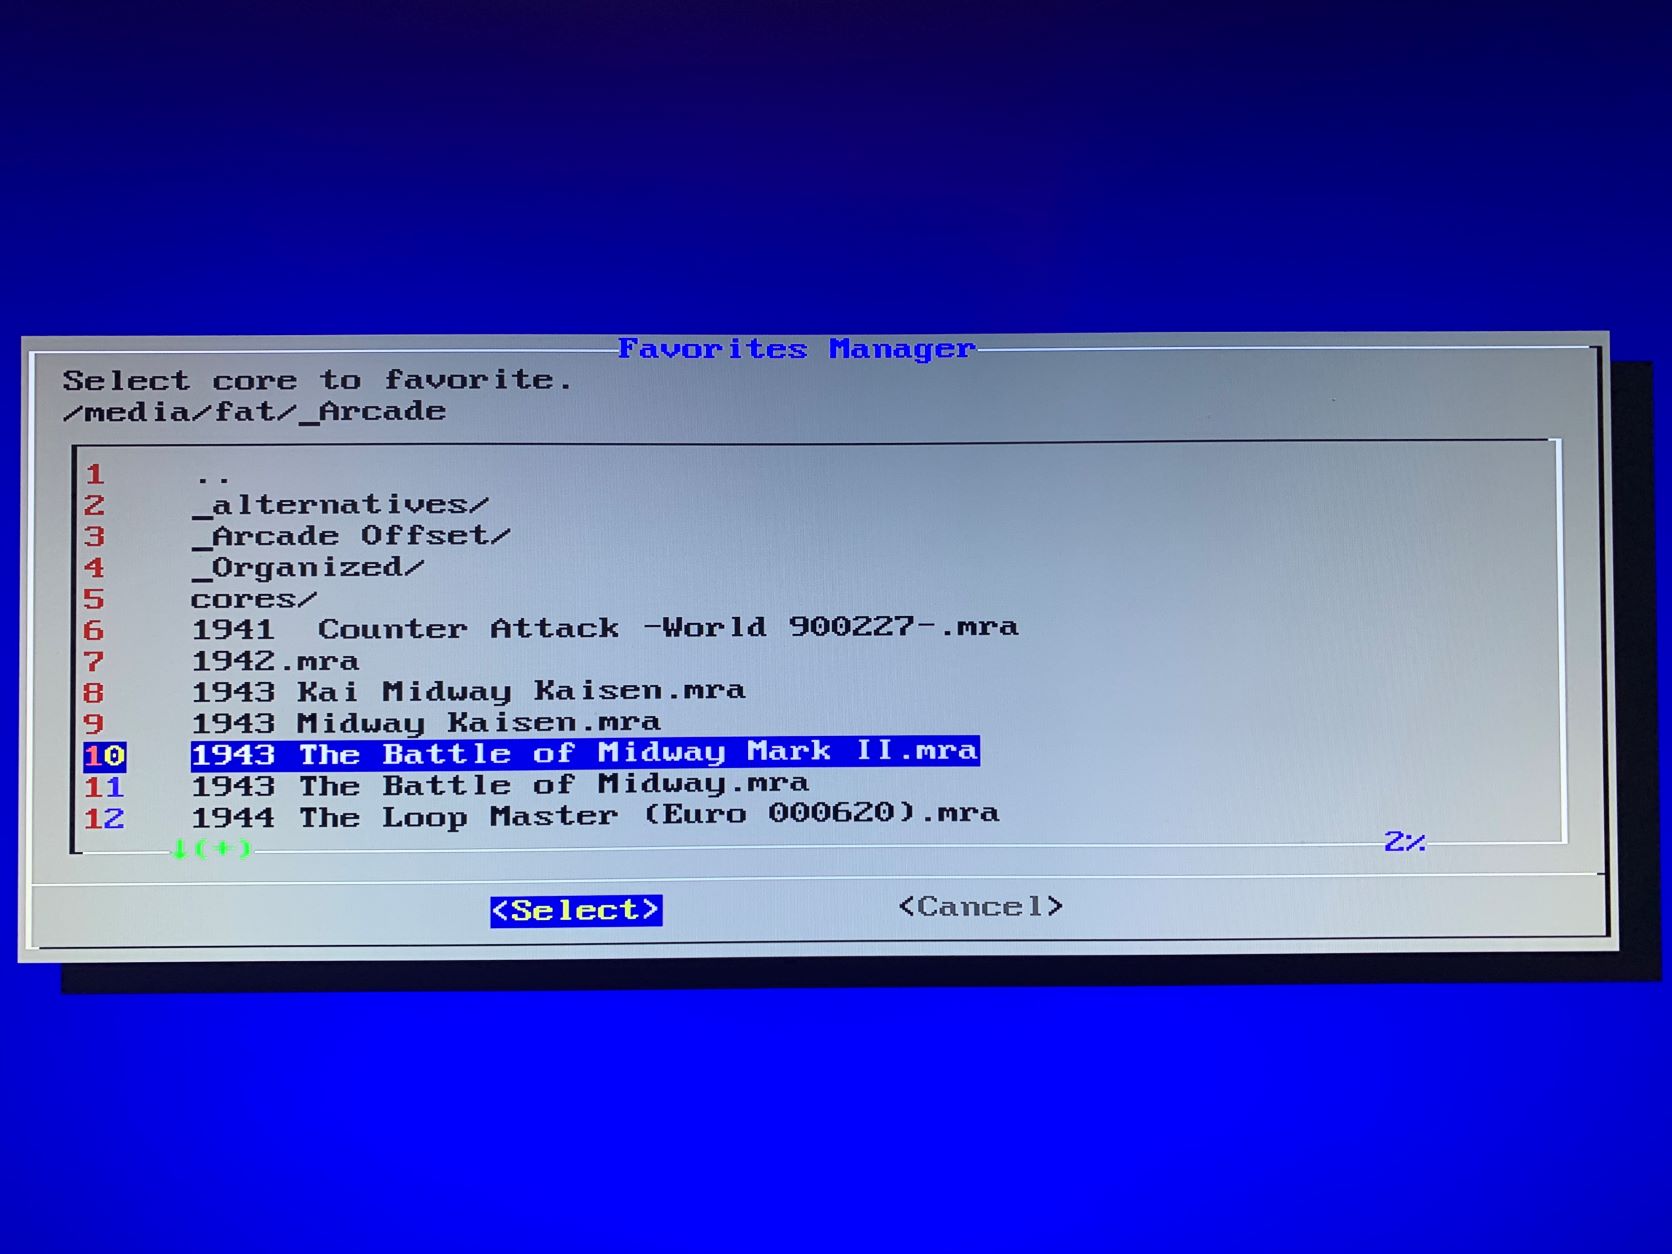 Favorites Manager
Select core to favorite.
/media/fat/_Arcade
1 ..
2 _alternatives/
3 _Arcade Offset/
4 _Organized/
5 cores/
6 1941  Counter Attack -World 900227-.mra
7 1942.mra
8 1943 Kai Midway Kaisen.mra
9 1943 Midway Kaisen.mra
10 1943 The Battle of Midway Mark II.mra
11 1943 The Battle of Midway.mra
12 1944 The Loop Master (Euro 000620).mra
↓(+) 2%
<Select> <Cancel>